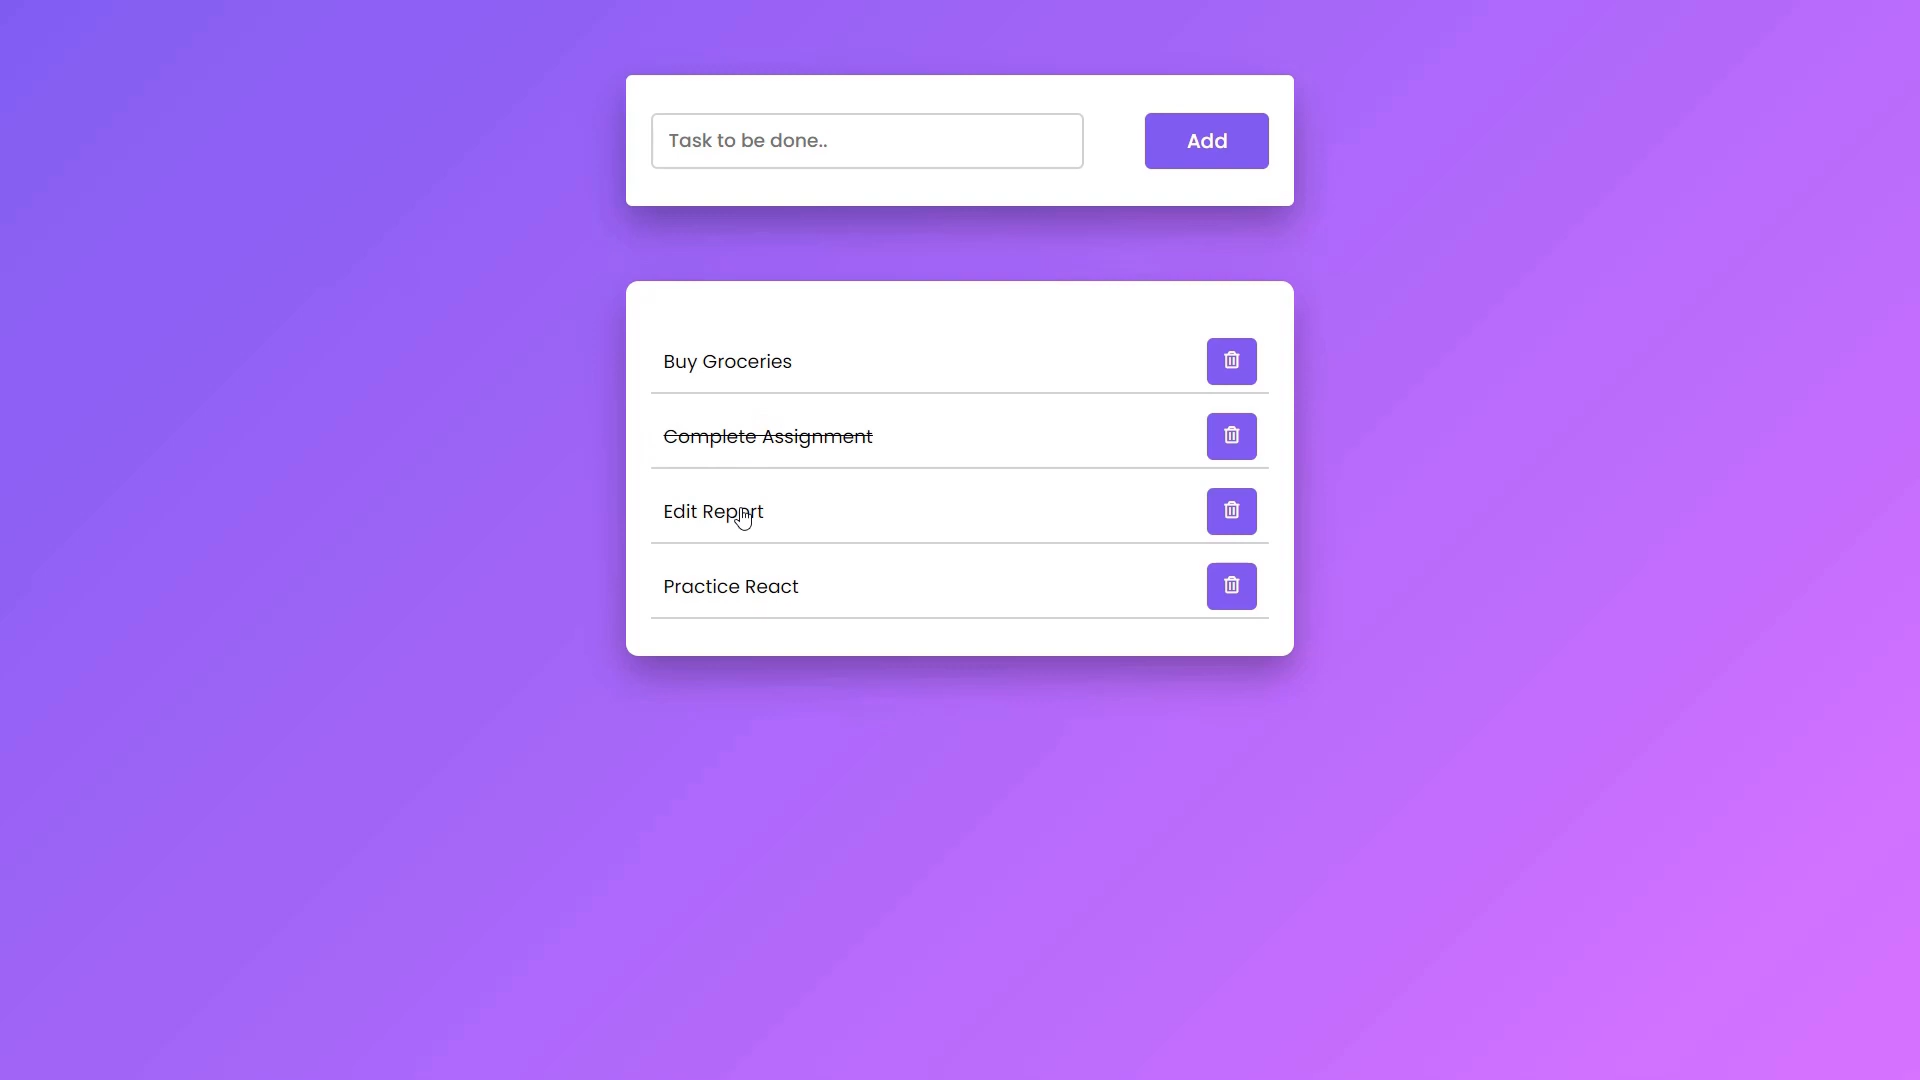 Task to be done..
Add
Buy Groceries
Complete Assignment
Edit Report
Practice React